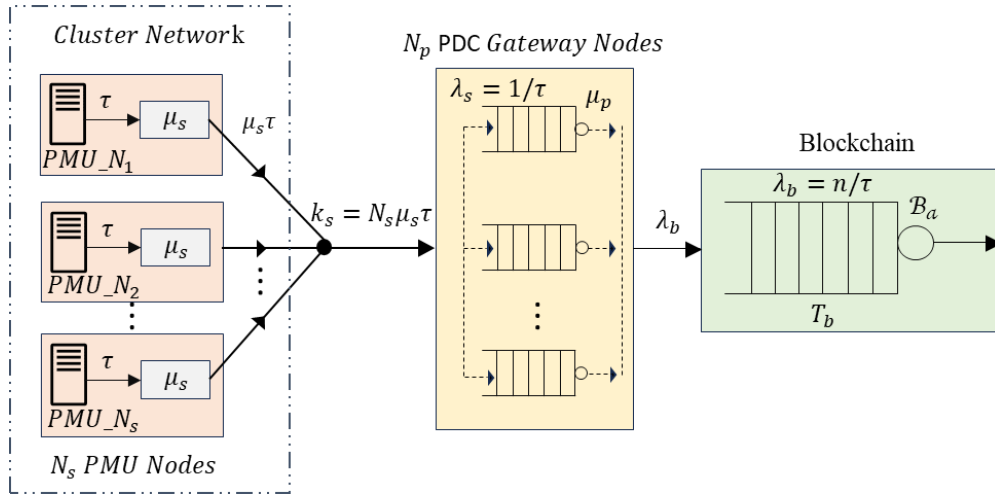 Cluster Network
τ
μ_s
PMU_N_1
τ
μ_s
PMU_N_2
⋮
τ
μ_s
PMU_N_s
N_s PMU Nodes
μ_sτ
⋮
k_s = N_sμ_sτ
N_p PDC Gateway Nodes
λ_s = 1/τ
μ_p
⋮
λ_b
Blockchain
λ_b = n/τ
ℬ_a
T_b